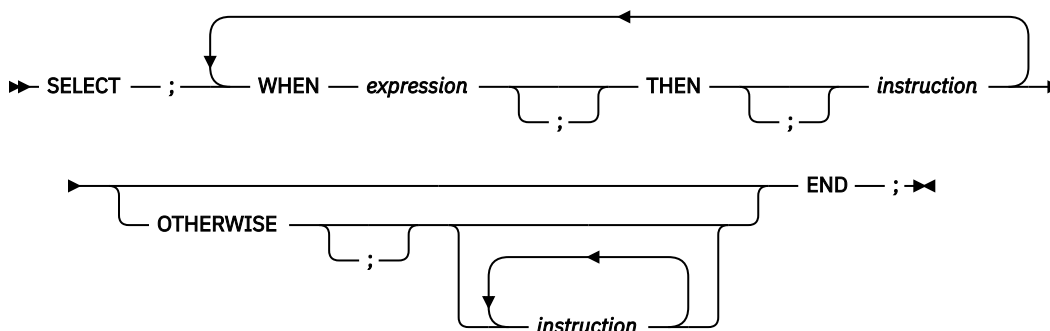 SELECT ; WHEN expression ; THEN ; instruction
OTHERWISE ; instruction END ;